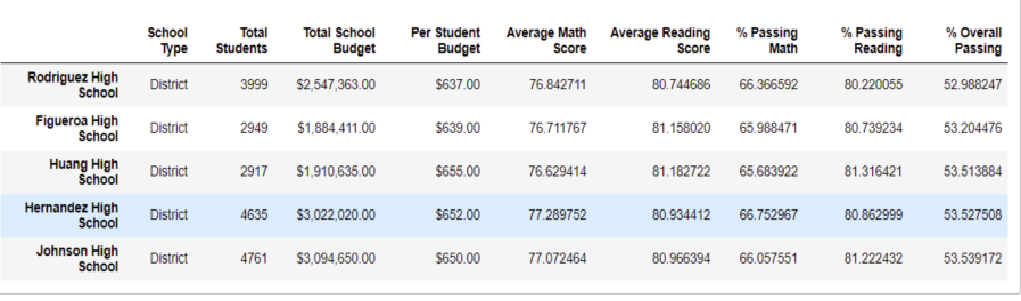 School Type Total Students Total School Budget Per Student Budget Average Math Score Average Reading Score % Passing Math % Passing Reading % Overall Passing
Rodriguez High School District 3999 $2,547,363.00 $637.00 76.842711 80.744686 66.366592 80.220055 52.988247
Figueroa High School District 2949 $1,884,411.00 $639.00 76.711767 81.158020 65.988471 80.739234 53.204476
Huang High School District 2917 $1,910,635.00 $655.00 76.629414 81.182722 65.683922 81.316421 53.513884
Hernandez High School District 4635 $3,022,020.00 $652.00 77.289752 80.934412 66.752967 80.862999 53.527508
Johnson High School District 4761 $3,094,650.00 $650.00 77.072464 80.966394 66.057551 81.222432 53.539172